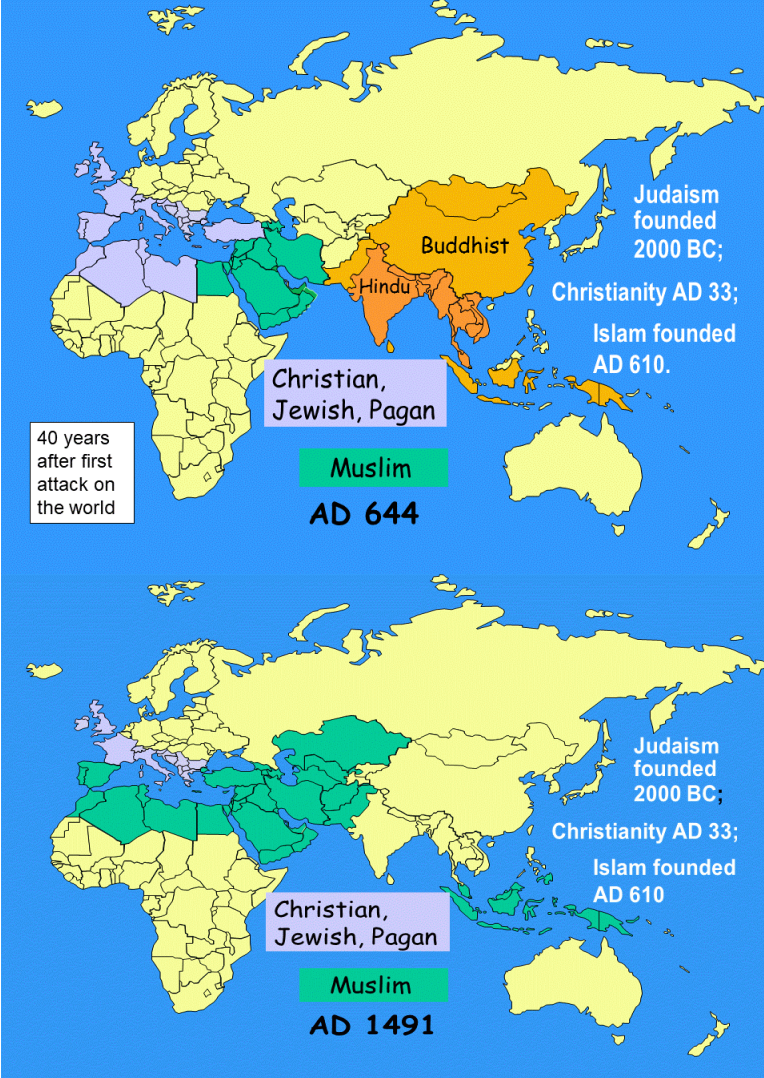 Judaism
founded
2000 BC;
Buddhist
Hindu
Christianity AD 33;
Islam founded
AD 610.
Christian,
Jewish, Pagan
40 years
after first
attack on
the world
Muslim
AD 644
Judaism
founded
2000 BC;
Christianity AD 33;
Islam founded
AD 610
Christian,
Jewish, Pagan
Muslim
AD 1491